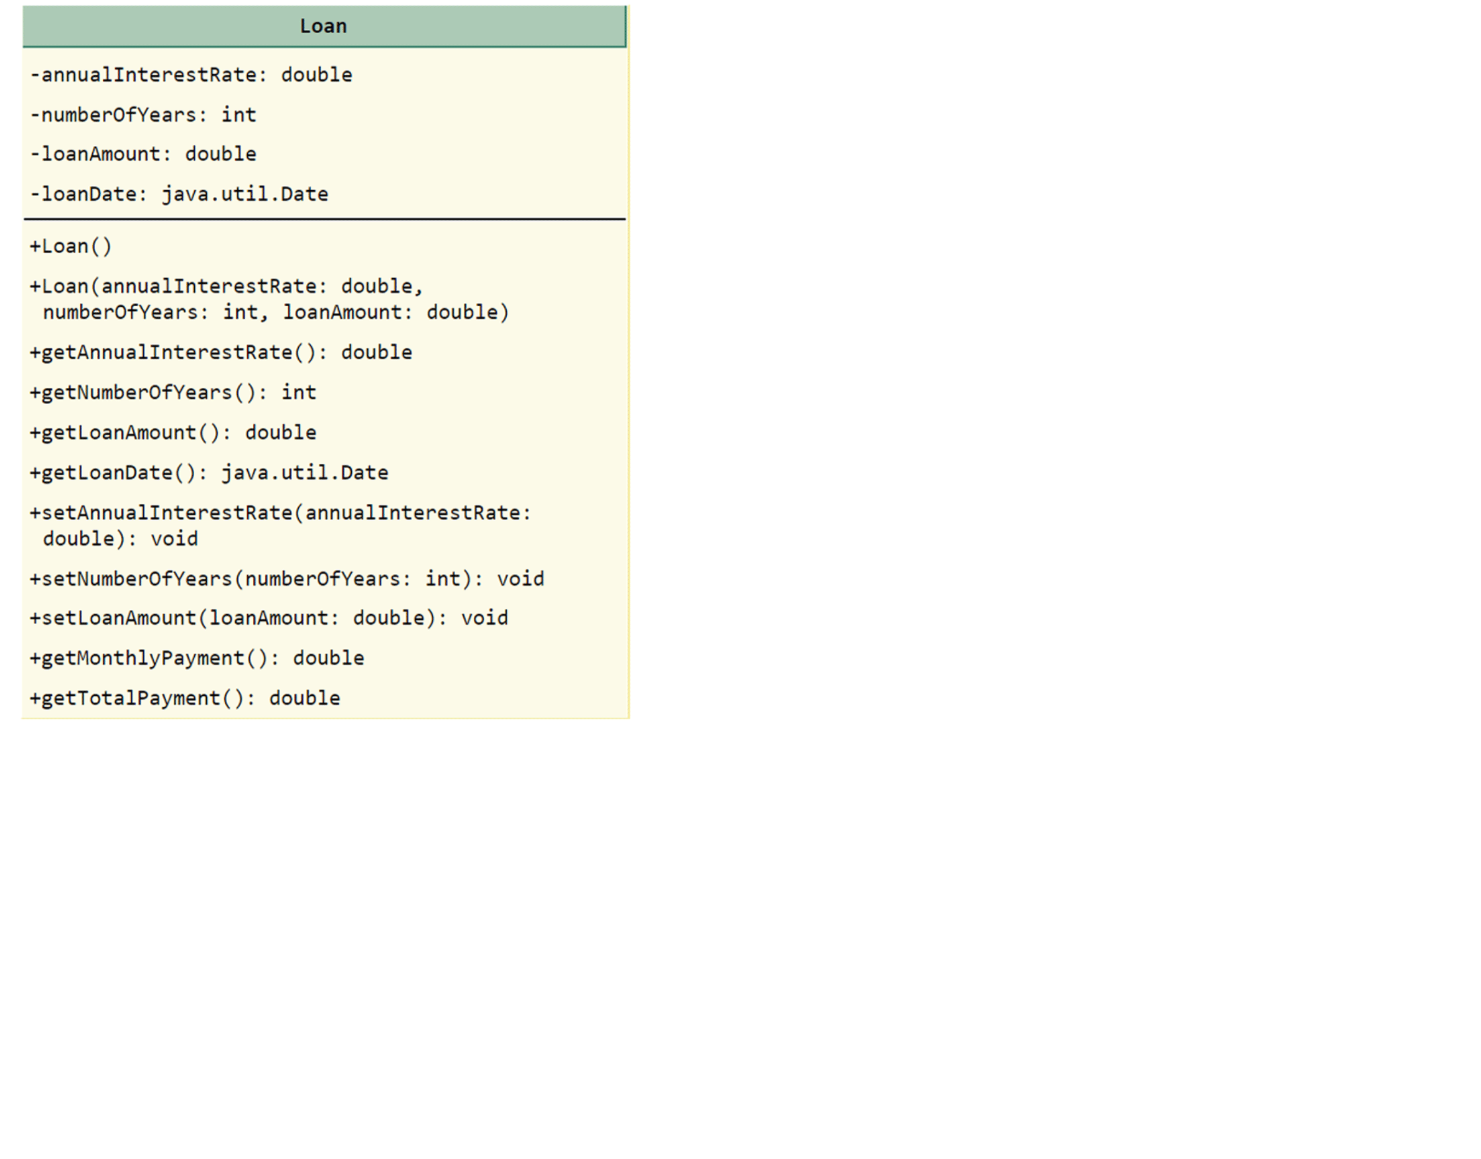 Loan
-annualInterestRate: double
-numberOfYears: int
-loanAmount: double
-loanDate: java.util.Date
+Loan()
+Loan(annualInterestRate: double,
numberOfYears: int, loanAmount: double)
+getAnnualInterestRate(): double
+getNumberOfYears(): int
+getLoanAmount(): double
+getLoanDate(): java.util.Date
+setAnnualInterestRate(annualInterestRate:
double): void
+setNumberOfYears(numberOfYears: int): void
+setLoanAmount(loanAmount: double): void
+getMonthlyPayment(): double
+getTotalPayment(): double